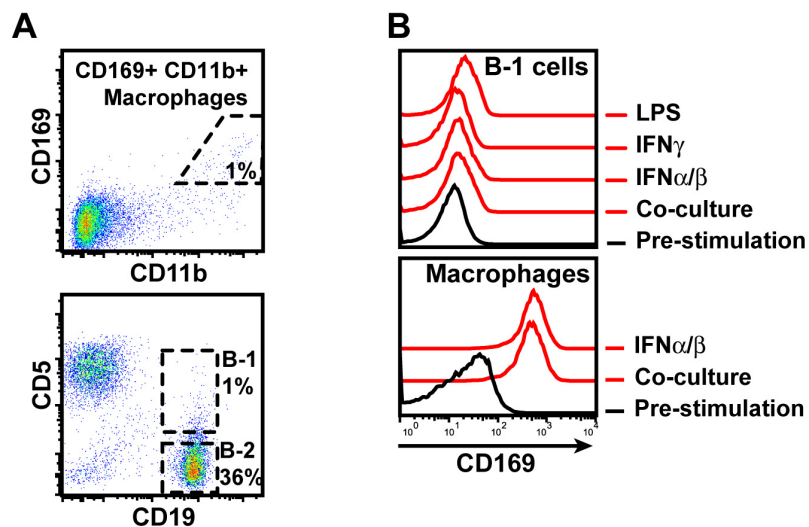 A
CD169+ CD11b+
Macrophages
1%
CD169
CD11b
B-1
1%
B-2
36%
CD5
CD19
B
B-1 cells
LPS
IFNγ
IFNα/β
Co-culture
Pre-stimulation
Macrophages
IFNα/β
Co-culture
Pre-stimulation
10⁰ 10¹ 10² 10³ 10⁴
CD169